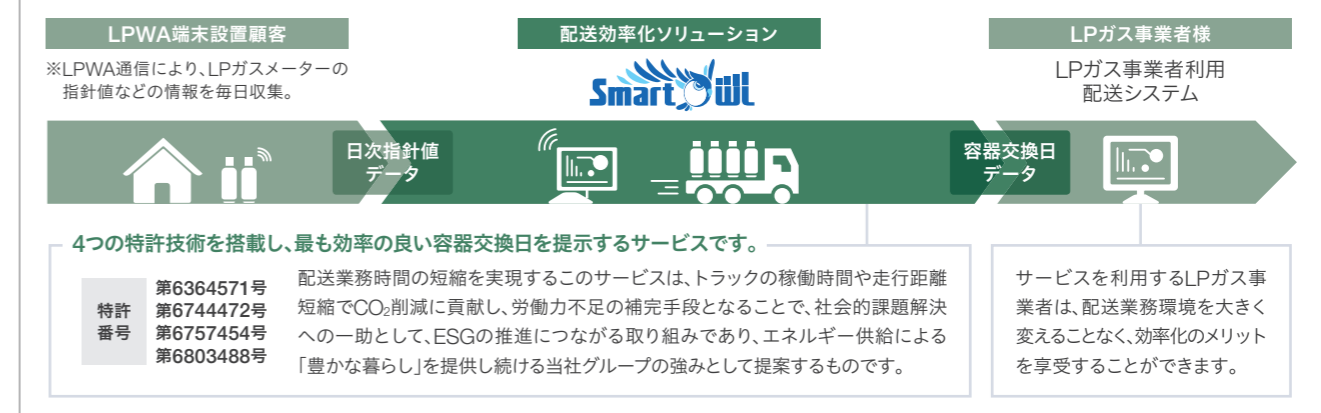 LPWA端末設置顧客
※LPWA通信により、LPガスメーターの
指針値などの情報を毎日収集。
配送効率化ソリューション
Smart OWL
LPガス事業者様
LPガス事業者利用
配送システム
日次指針値
データ
容器交換日
データ
4つの特許技術を搭載し、最も効率の良い容器交換日を提示するサービスです。
特許
番号
第6364571号
第6744472号
第6757454号
第6803488号
配送業務時間の短縮を実現するこのサービスは、トラックの稼働時間や走行距離
短縮でCO₂削減に貢献し、労働力不足の補完手段となることで、社会的課題解決
への一助として、ESGの推進につながる取り組みであり、エネルギー供給による
「豊かな暮らし」を提供し続ける当社グループの強みとして提案するものです。
サービスを利用するLPガス事
業者は、配送業務環境を大きく
変えることなく、効率化のメリット
を享受することができます。